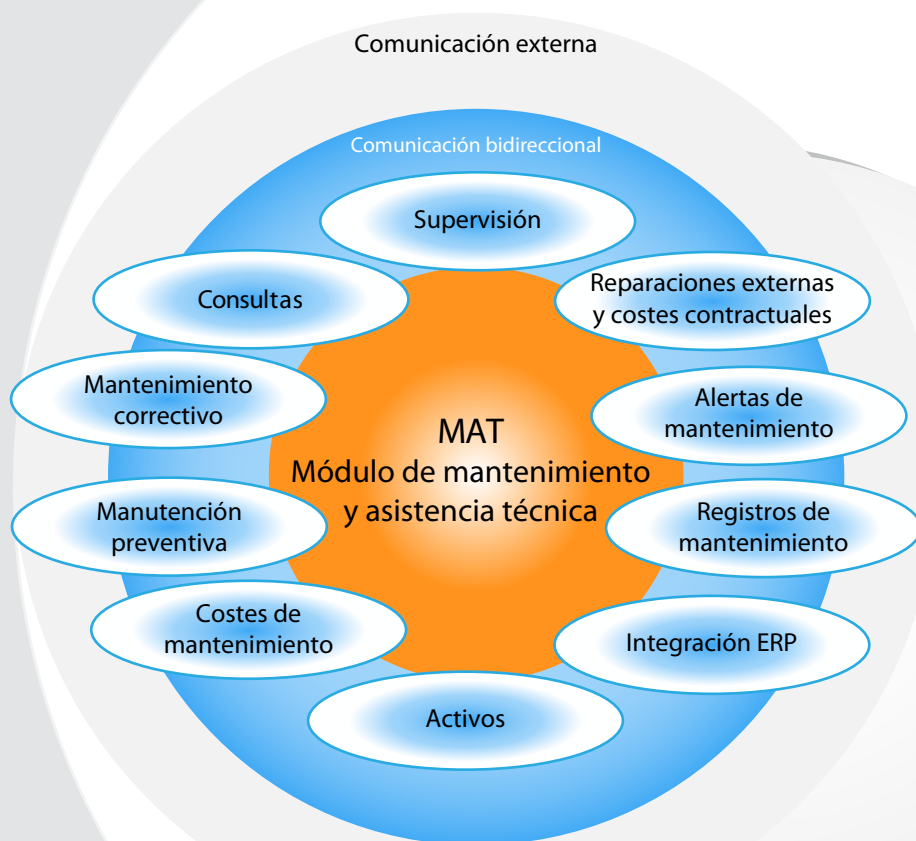 Comunicación externa
Comunicación bidireccional
Supervisión
Consultas
Reparaciones externas
y costes contractuales
Mantenimiento
correctivo
Alertas de
mantenimiento
MAT
Módulo de mantenimiento
y asistencia técnica
Manutención
preventiva
Registros de
mantenimiento
Costes de
mantenimiento
Integración ERP
Activos